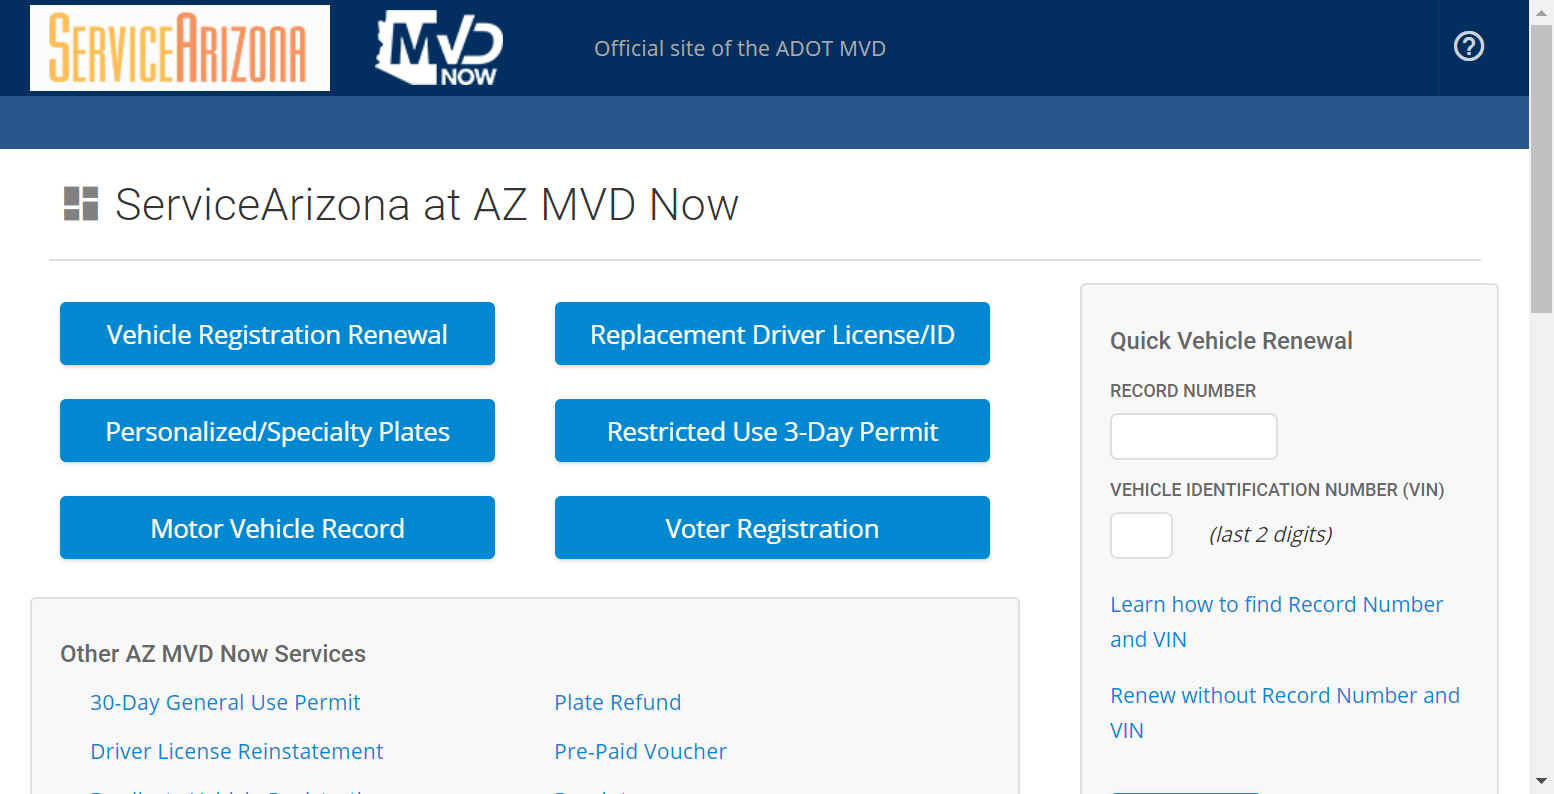 SERVICEARIZONA
MVD NOW
Official site of the ADOT MVD
ServiceArizona at AZ MVD Now
Vehicle Registration Renewal
Replacement Driver License/ID
Personalized/Specialty Plates
Restricted Use 3-Day Permit
Motor Vehicle Record
Voter Registration
Other AZ MVD Now Services
30-Day General Use Permit
Plate Refund
Driver License Reinstatement
Pre-Paid Voucher
Quick Vehicle Renewal
RECORD NUMBER
VEHICLE IDENTIFICATION NUMBER (VIN)
(last 2 digits)
Learn how to find Record Number
and VIN
Renew without Record Number and
VIN